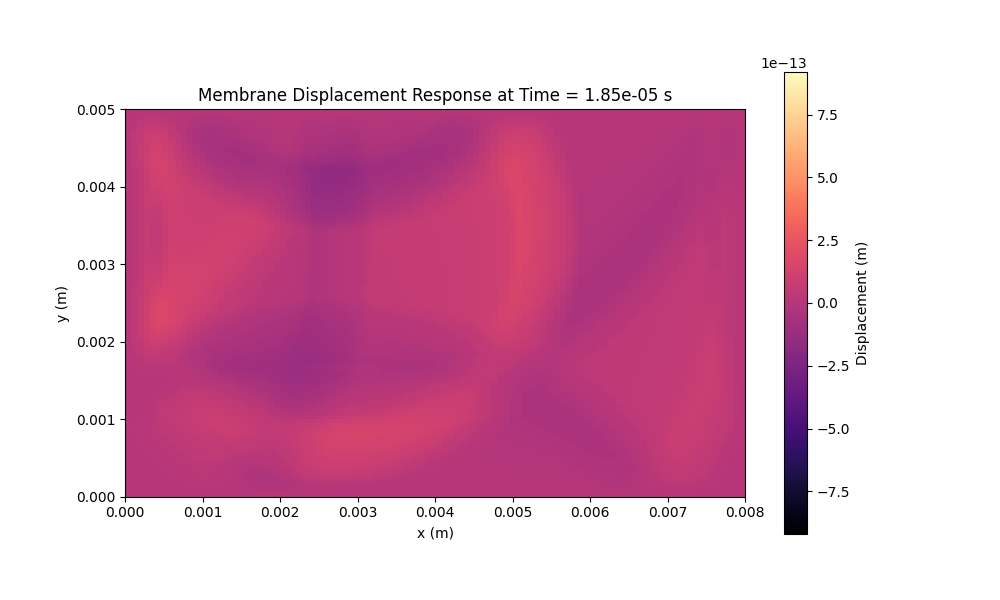 1e−13
Membrane Displacement Response at Time = 1.85e-05 s
0.005
0.004
0.003
0.002
0.001
0.000
y (m)
0.000 0.001 0.002 0.003 0.004 0.005 0.006 0.007 0.008
x (m)
7.5
5.0
2.5
0.0
−2.5
−5.0
−7.5
Displacement (m)